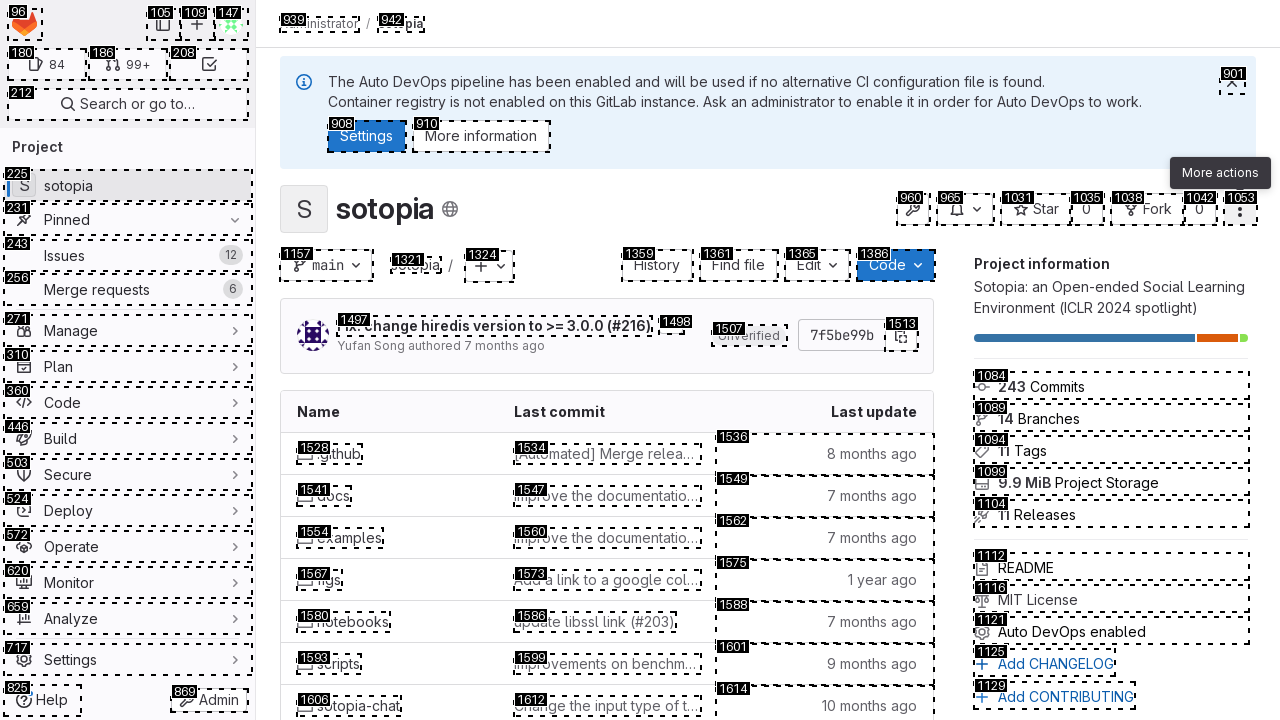 96
105
109
147
180
84
186
99+
208
212
Search or go to…
Project
225
S
sotopia
231
Pinned
243
Issues
12
256
Merge requests
6
271
Manage
310
Plan
360
Code
446
Build
503
Secure
524
Deploy
572
Operate
620
Monitor
659
Analyze
717
Settings
825
Help
869
Admin
939
Administrator
/
942
sotopia
The Auto DevOps pipeline has been enabled and will be used if no alternative CI configuration file is found.
901
Container registry is not enabled on this GitLab instance. Ask an administrator to enable it in order for Auto DevOps to work.
908
Settings
910
More information
More actions
S
sotopia
960
965
1031
Star
1035
0
1038
Fork
1042
0
1053
1157
main
1321
sotopia
/
1324
1359
History
1361
Find file
1365
Edit
1386
Code
1497
fix: change hiredis version to >= 3.0.0 (#216)
1498
Yufan Song authored 7 months ago
1507
Unverified
7f5be99b
1513
Name
Last commit
Last update
1528
.github
1534
[Automated] Merge relea…
1536
8 months ago
1541
docs
1547
Improve the documentatio…
1549
7 months ago
1554
examples
1560
Improve the documentatio…
1562
7 months ago
1567
figs
1573
Add a link to a google col…
1575
1 year ago
1580
notebooks
1586
update libssl link (#203)
1588
7 months ago
1593
scripts
1599
Improvements on benchm…
1601
9 months ago
1606
sotopia-chat
1612
Change the input type of t…
1614
10 months ago
Project information
Sotopia: an Open-ended Social Learning
Environment (ICLR 2024 spotlight)
1084
243 Commits
1089
14 Branches
1094
11 Tags
1099
9.9 MiB Project Storage
1104
11 Releases
1112
README
1116
MIT License
1121
Auto DevOps enabled
1125
Add CHANGELOG
1129
Add CONTRIBUTING